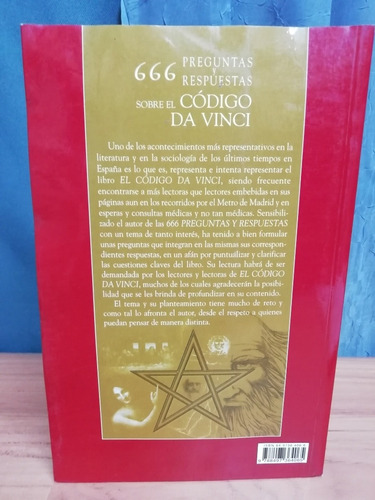 666 PREGUNTAS
Y
RESPUESTAS
SOBRE EL CÓDIGO
DA VINCI
Uno de los acontecimientos más representativos en la
literatura y en la sociología de los últimos tiempos en
España es lo que es, representa e intenta representar el
libro EL CÓDIGO DA VINCI, siendo frecuente
encontrarse a más lectoras que lectores embebidas en sus
páginas aun en los recorridos por el Metro de Madrid y en
esperas y consultas médicas y no tan médicas. Sensibili-
zado el autor de las 666 PREGUNTAS Y RESPUESTAS
con un tema de tanto interés, ha tenido a bien formular
unas preguntas que integran en las mismas sus correspon-
dientes respuestas, en un afán por puntualizar y clarificar
las cuestiones claves del libro. Su lectura habrá de ser
demandada por los lectores y lectoras de EL CÓDIGO
DA VINCI, muchos de los cuales agradecerán la posibi-
lidad que se les brinda de profundizar en su contenido.
El tema y su planteamiento tiene mucho de reto y
como tal lo afronta el autor, desde el respeto a quienes
puedan pensar de manera distinta.